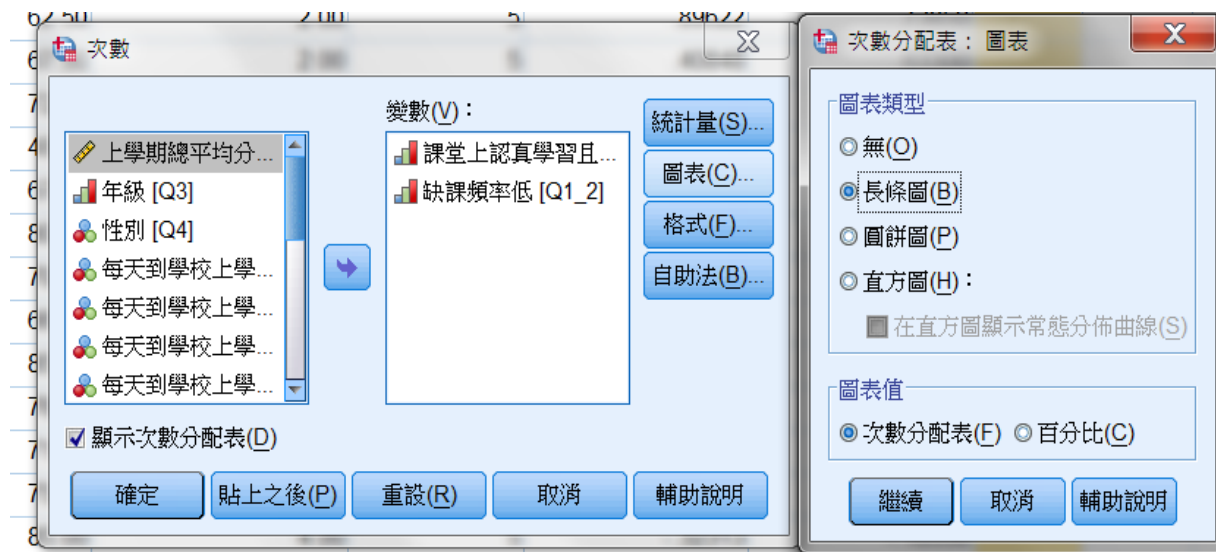 62.50 2.00 5 .89622
次數
變數(V)：
上學期總平均分...
年級 [Q3]
性別 [Q4]
每天到學校上學...
每天到學校上學...
每天到學校上學...
每天到學校上學...
課堂上認真學習且...
缺課頻率低 [Q1_2]
統計量(S)...
圖表(C)...
格式(F)...
自助法(B)...
顯示次數分配表(D)
確定
貼上之後(P)
重設(R)
取消
輔助說明
次數分配表： 圖表
圖表類型
無(O)
長條圖(B)
圓餅圖(P)
直方圖(H)：
在直方圖顯示常態分佈曲線(S)
圖表值
次數分配表(F) 百分比(C)
繼續
取消
輔助說明